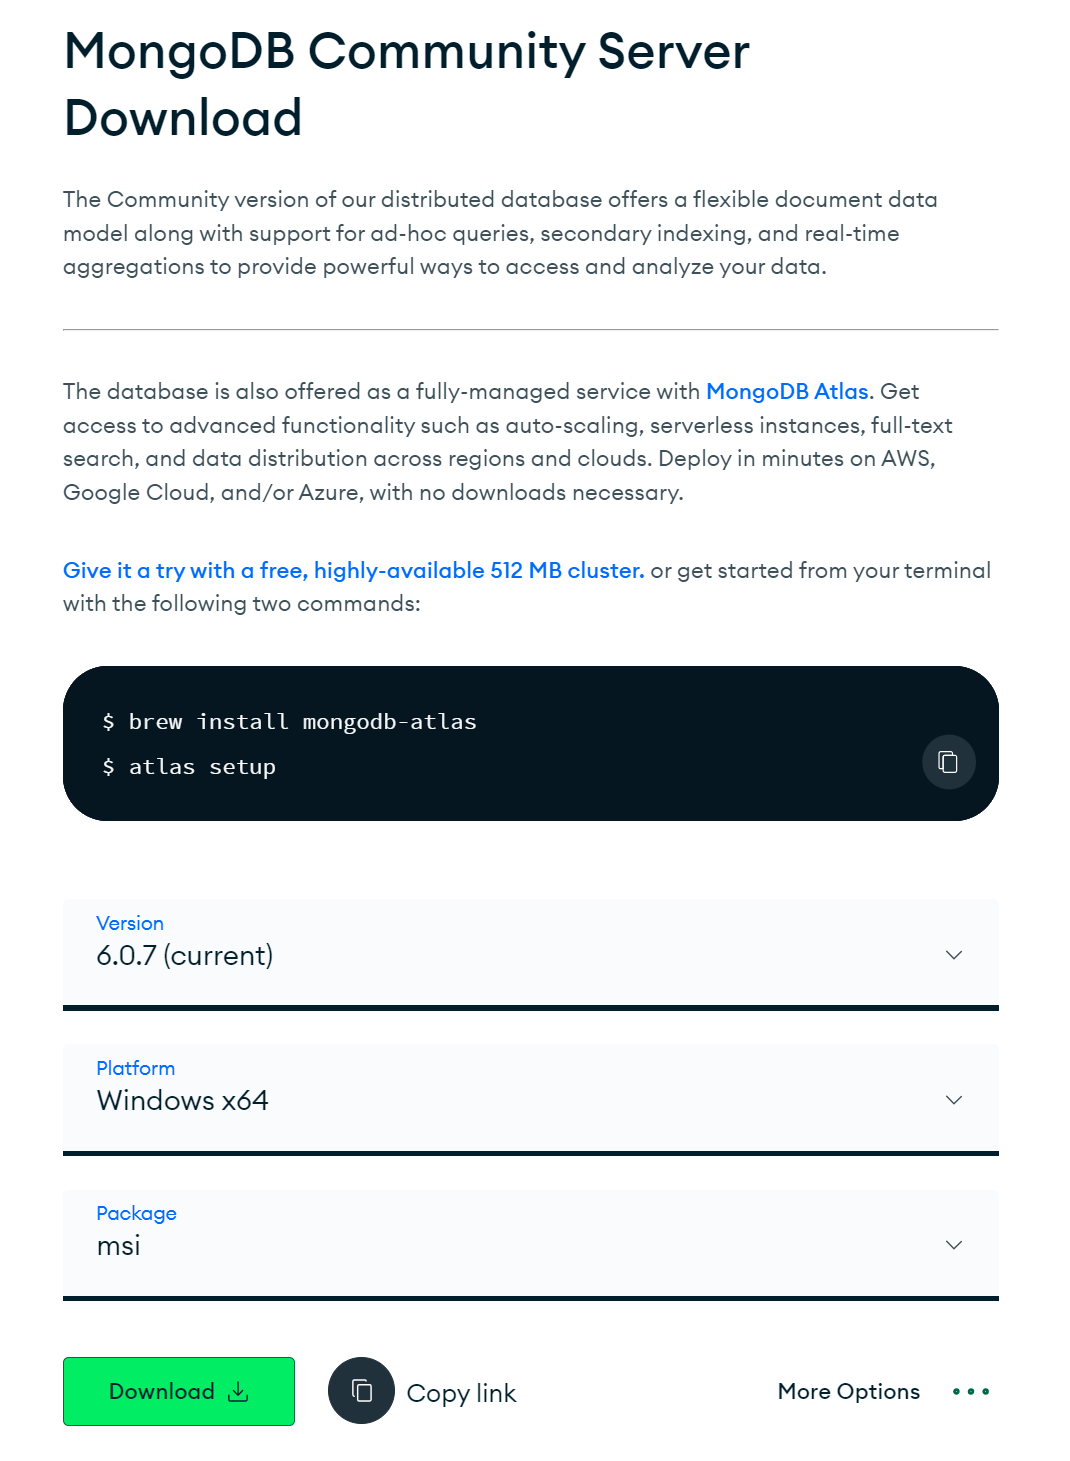 MongoDB Community Server
Download
The Community version of our distributed database offers a flexible document data
model along with support for ad-hoc queries, secondary indexing, and real-time
aggregations to provide powerful ways to access and analyze your data.
The database is also offered as a fully-managed service with MongoDB Atlas. Get
access to advanced functionality such as auto-scaling, serverless instances, full-text
search, and data distribution across regions and clouds. Deploy in minutes on AWS,
Google Cloud, and/or Azure, with no downloads necessary.
Give it a try with a free, highly-available 512 MB cluster. or get started from your terminal
with the following two commands:
$ brew install mongodb-atlas
$ atlas setup
Version
6.0.7 (current)
Platform
Windows x64
Package
msi
Download
Copy link
More Options